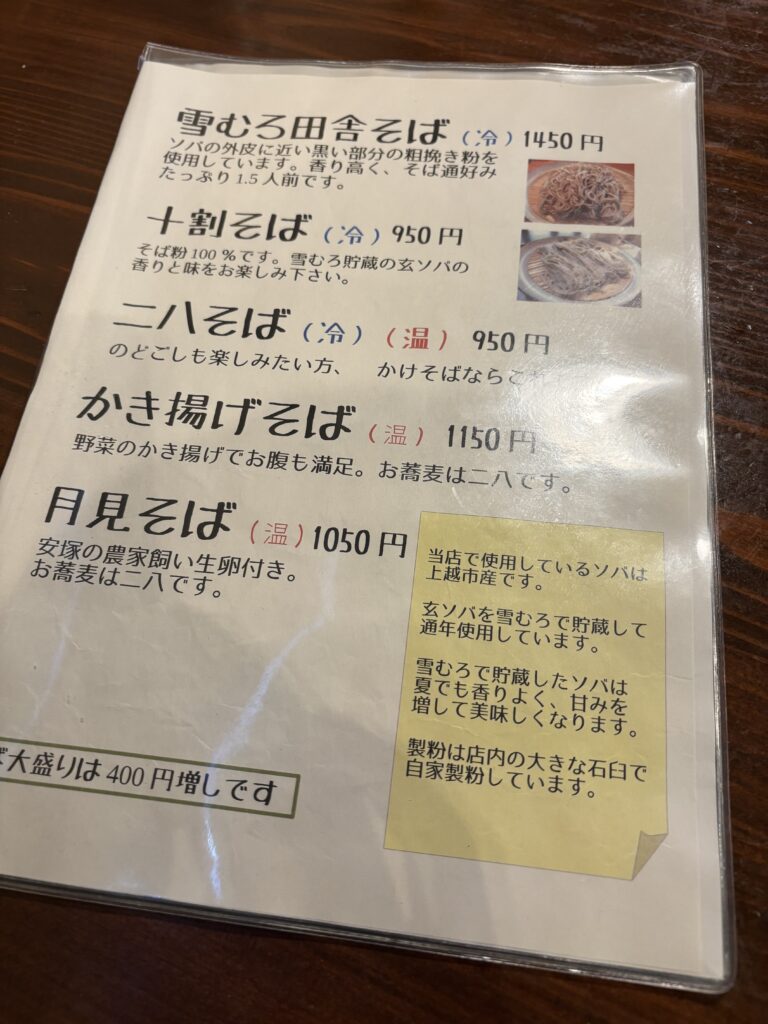 雪むろ田舎そば（冷）1450円
ソバの外皮に近い黒い部分の粗挽き粉を
使用しています。香り高く、そば通好み
たっぷり1.5人前です。
十割そば（冷）950円
そば粉100%です。雪むろ貯蔵の玄ソバの
香りと味をお楽しみ下さい。
二八そば（冷）（温）950円
のどごしも楽しみたい方、　かけそばなら
かき揚げそば（温）1150円
野菜のかき揚げでお腹も満足。お蕎麦は二八です。
月見そば（温）1050円
安塚の農家飼い生卵付き。
お蕎麦は二八です。
当店で使用しているソバは
上越市産です。
玄ソバを雪むろで貯蔵して
通年使用しています。
雪むろで貯蔵したソバは
夏でも香りよく、甘みを
増して美味しくなります。
製粉は店内の大きな石臼で
自家製粉しています。
大盛りは400円増しです